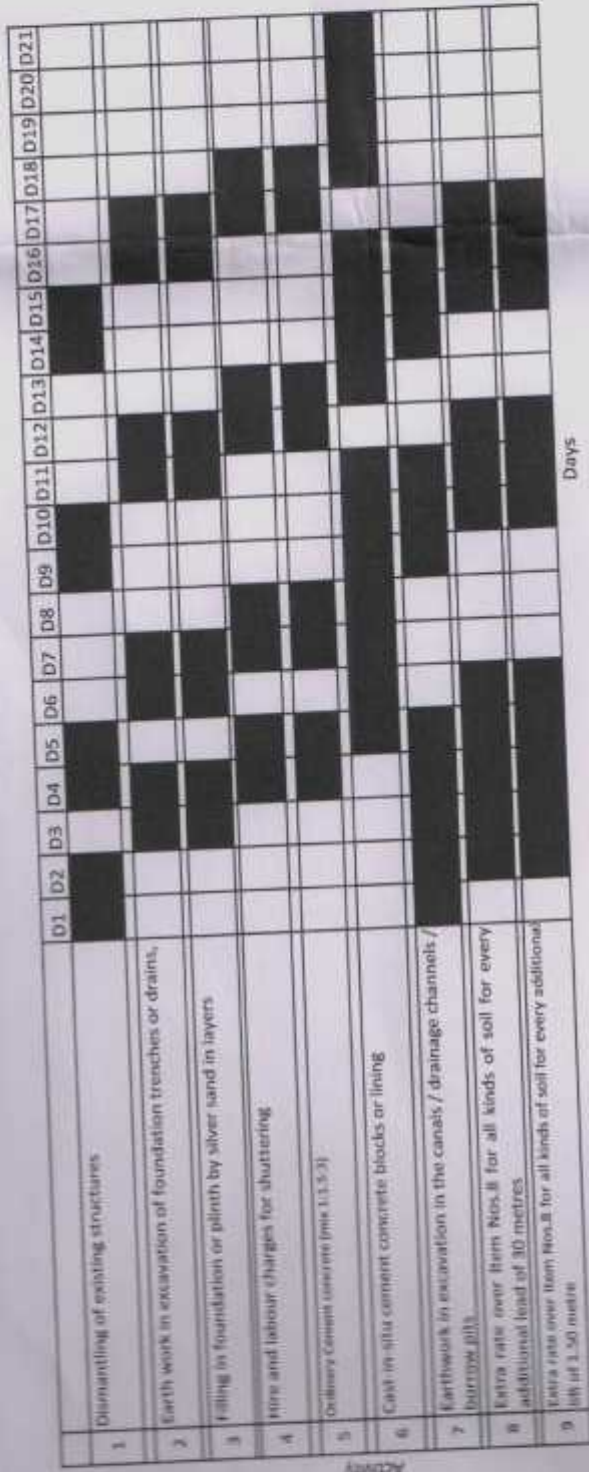 D1 D2 D3 D4 D5 D6 D7 D8 D9 D10 D11 D12 D13 D14 D15 D16 D17 D18 D19 D20 D21
1 Dismantling of existing structures
2 Earth work in excavation of foundation trenches or drains,
3 Filling in foundation or plinth by silver sand in layers
4 Hire and labour charges for shuttering
5 Ordinary Cement concrete (mix 1:1.5:3)
6 Cast-in-situ cement concrete blocks or lining
7 Earthwork in excavation in the canals / drainage channels /
borrow pits
8 Extra rate over Item Nos.8 for all kinds of soil for every
additional lead of 30 metres
9 Extra rate over Item Nos.8 for all kinds of soil for every additional
lift of 1.50 metre
Activity
Days